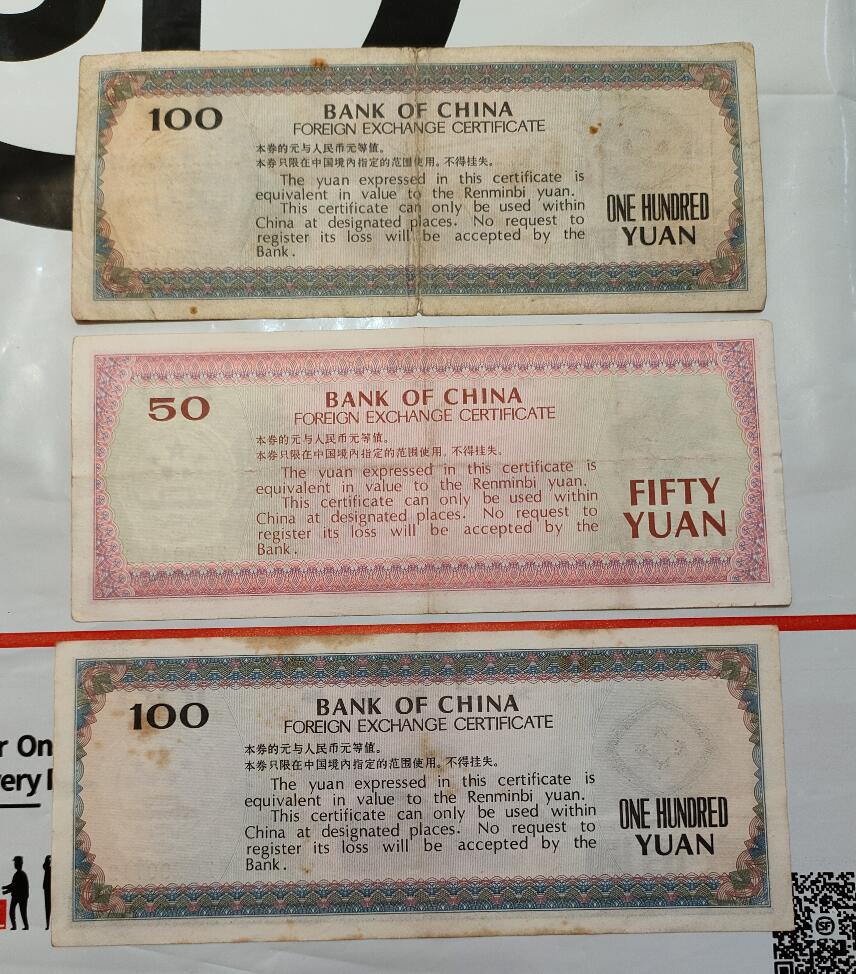 100
BANK OF CHINA
FOREIGN EXCHANGE CERTIFICATE
本券的元与人民币元等值。
本券只限在中国境内指定的范围使用。不得挂失。
The yuan expressed in this certificate is
equivalent in value to the Renminbi yuan.
This certificate can only be used within
China at designated places. No request to
register its loss will be accepted by the
Bank.
ONE HUNDRED
YUAN
50
BANK OF CHINA
FOREIGN EXCHANGE CERTIFICATE
本券的元与人民币元等值。
本券只限在中国境内指定的范围使用。不得挂失。
The yuan expressed in this certificate is
equivalent in value to the Renminbi yuan.
This certificate can only be used within
China at designated places. No request to
register its loss will be accepted by the
Bank.
FIFTY
YUAN
100
BANK OF CHINA
FOREIGN EXCHANGE CERTIFICATE
本券的元与人民币元等值。
本券只限在中国境内指定的范围使用。不得挂失。
The yuan expressed in this certificate is
equivalent in value to the Renminbi yuan.
This certificate can only be used within
China at designated places. No request to
register its loss will be accepted by the
Bank.
ONE HUNDRED
YUAN
r On
very